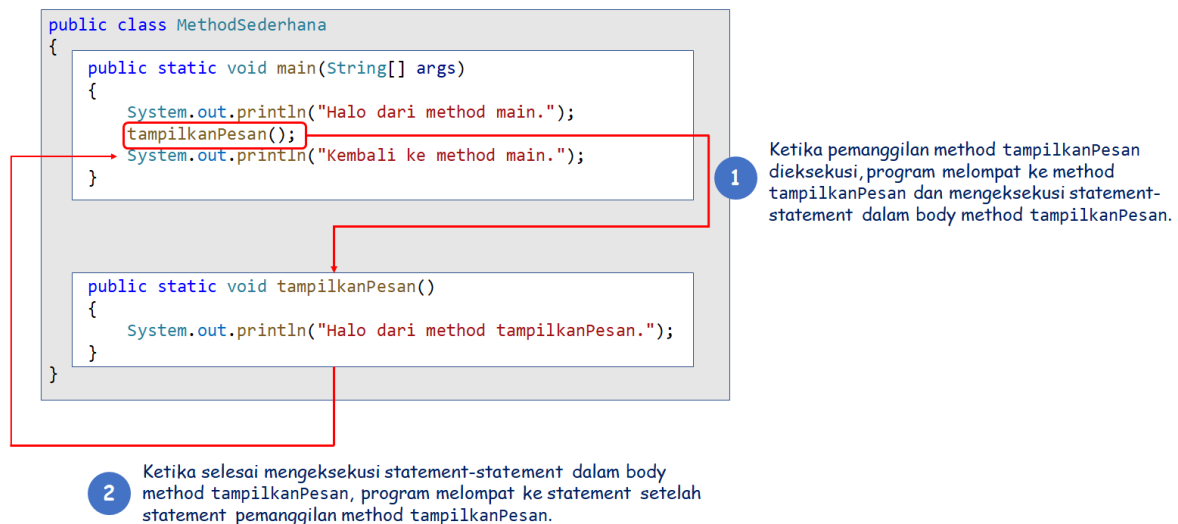 public class MethodSederhana
{
public static void main(String[] args)
{
System.out.println("Halo dari method main.");
tampilkanPesan();
System.out.println("Kembali ke method main.");
}
1
Ketika pemanggilan method tampilkanPesan
dieksekusi, program melompat ke method
tampilkanPesan dan mengeksekusi statement-
statement dalam body method tampilkanPesan.
public static void tampilkanPesan()
{
System.out.println("Halo dari method tampilkanPesan.");
}
}
2
Ketika selesai mengeksekusi statement-statement dalam body
method tampilkanPesan, program melompat ke statement setelah
statement pemanggilan method tampilkanPesan.